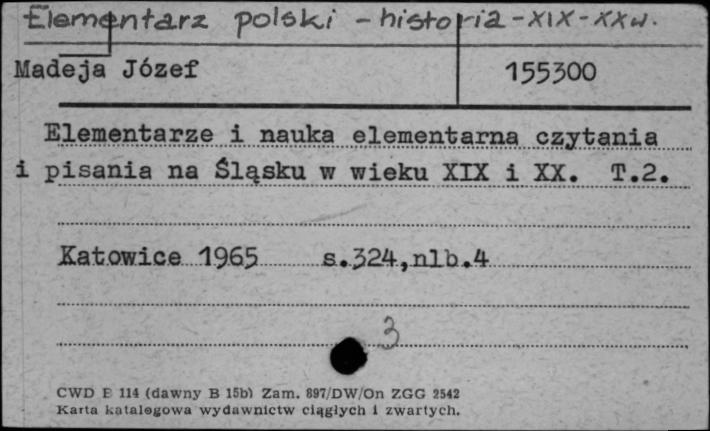 Elementarz polski - historia - XIX - XX w.
Madeja Józef 155300
Elementarze i nauka elementarna czytania
i pisania na Śląsku w wieku XIX i XX. T.2.
Katowice 1965 s.324,nlb.4
3
CWD E 114 (dawny B 15b) Zam. 897/DW/On ZGG 2542
Karta katalogowa wydawnictw ciągłych i zwartych.